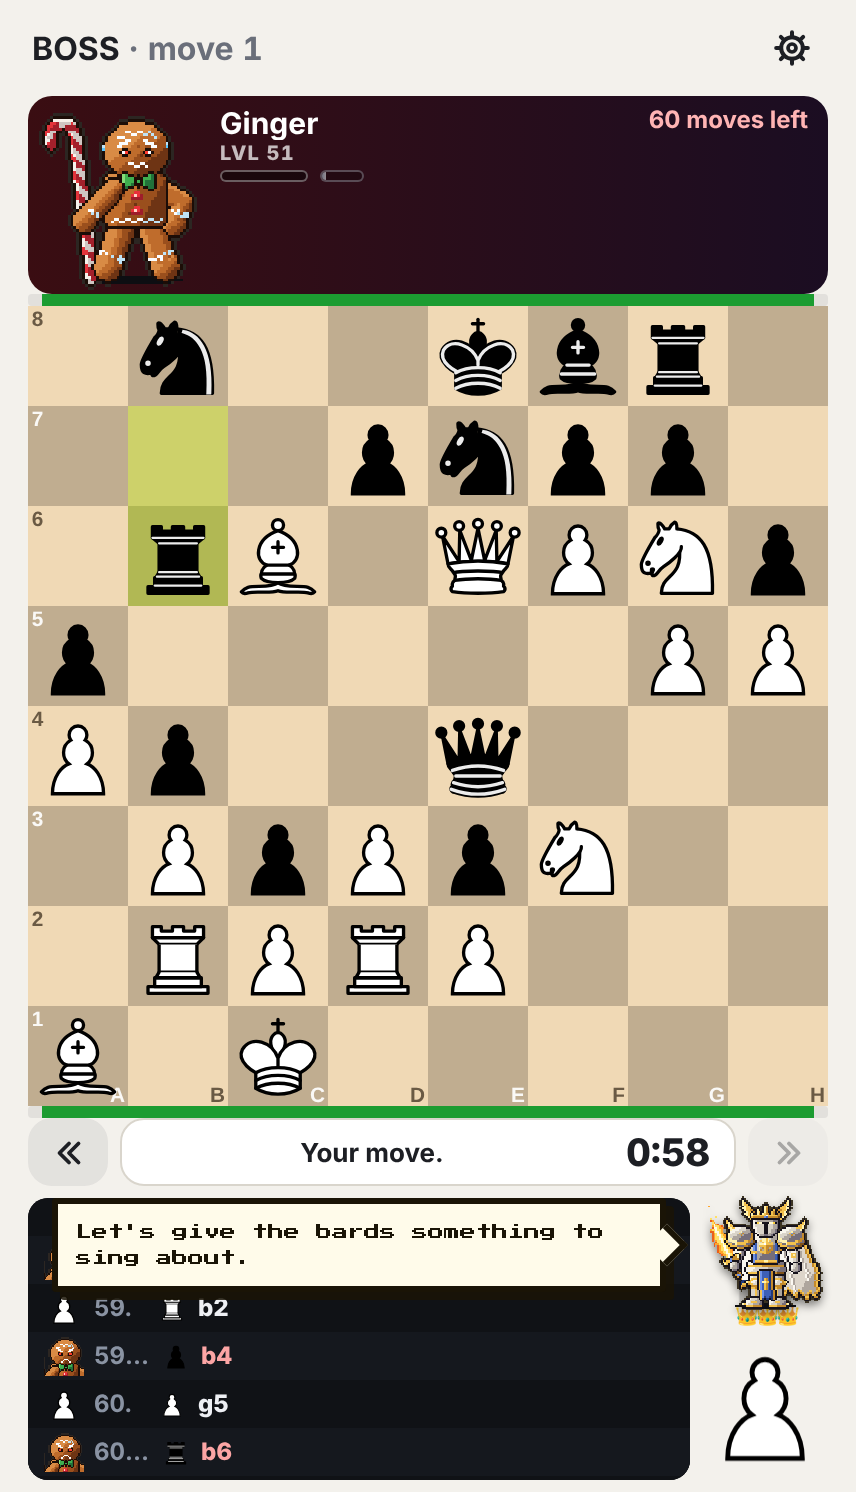 BOSS · move 1
Ginger
60 moves left
LVL 51
8
7
6
5
4
3
2
1
A B C D E F G H
Your move. 0:58
Let's give the bards something to
sing about.
59. b2
59... b4
60. g5
60... b6